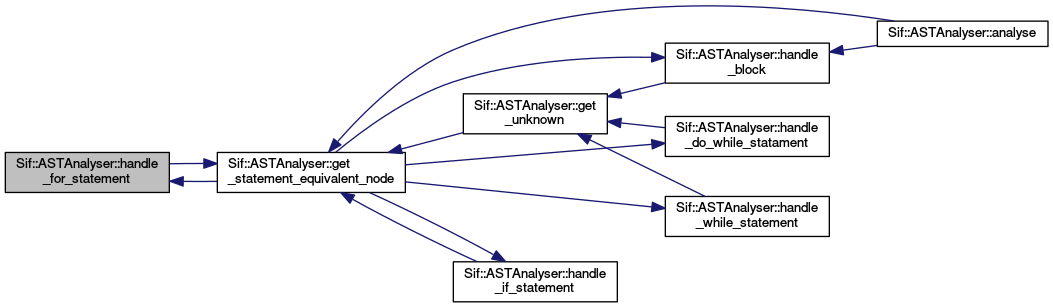 Sif::ASTAnalyser::analyse
Sif::ASTAnalyser::handle
_block
Sif::ASTAnalyser::get
_unknown
Sif::ASTAnalyser::handle
_do_while_statament
Sif::ASTAnalyser::handle
_for_statement
Sif::ASTAnalyser::get
_statement_equivalent_node
Sif::ASTAnalyser::handle
_while_statement
Sif::ASTAnalyser::handle
_if_statement